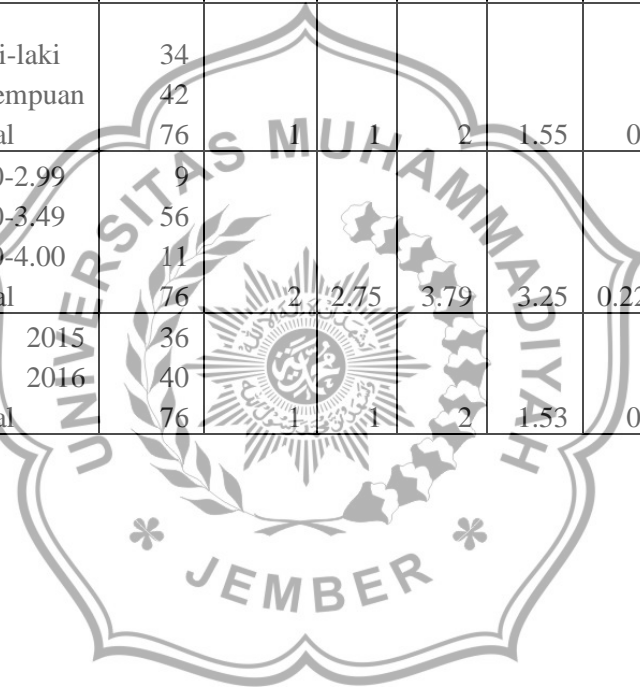 i-laki 34
empuan 42
al 76 1 1 2 1.55 0
0-2.99 9
0-3.49 56
0-4.00 11
al 76 2 2.75 3.79 3.25 0.22
2015 36
2016 40
al 76 1 1 2 1.53 0
UNIVERSITAS MUHAMMADIYAH
JEMBER